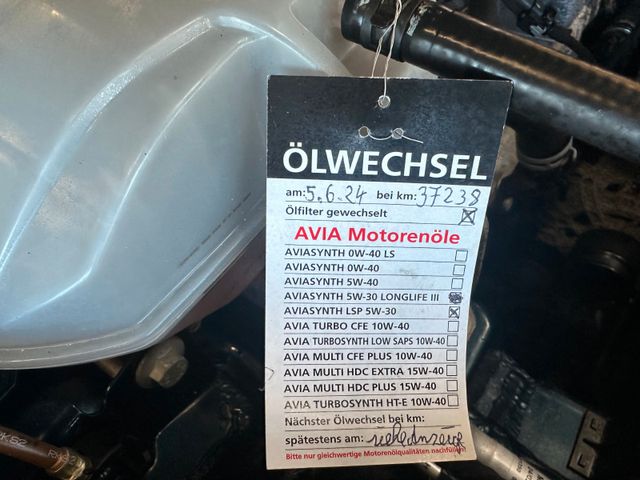 ÖLWECHSEL
am: 5.6.24 bei km: 37238
Ölfilter gewechselt
AVIA Motorenöle
AVIASYNTH 0W-40 LS
AVIASYNTH 0W-40
AVIASYNTH 5W-40
AVIASYNTH 5W-30 LONGLIFE III
AVIASYNTH LSP 5W-30
AVIA TURBO CFE 10W-40
AVIA TURBOSYNTH LOW SAPS 10W-40
AVIA MULTI CFE PLUS 10W-40
AVIA MULTI HDC EXTRA 15W-40
AVIA MULTI HDC PLUS 15W-40
AVIA TURBOSYNTH HT-E 10W-40
Nächster Ölwechsel bei km:
spätestens am: siehe Anzeige
Bitte nur gleichwertige Motorenölqualitäten nachfüllen!